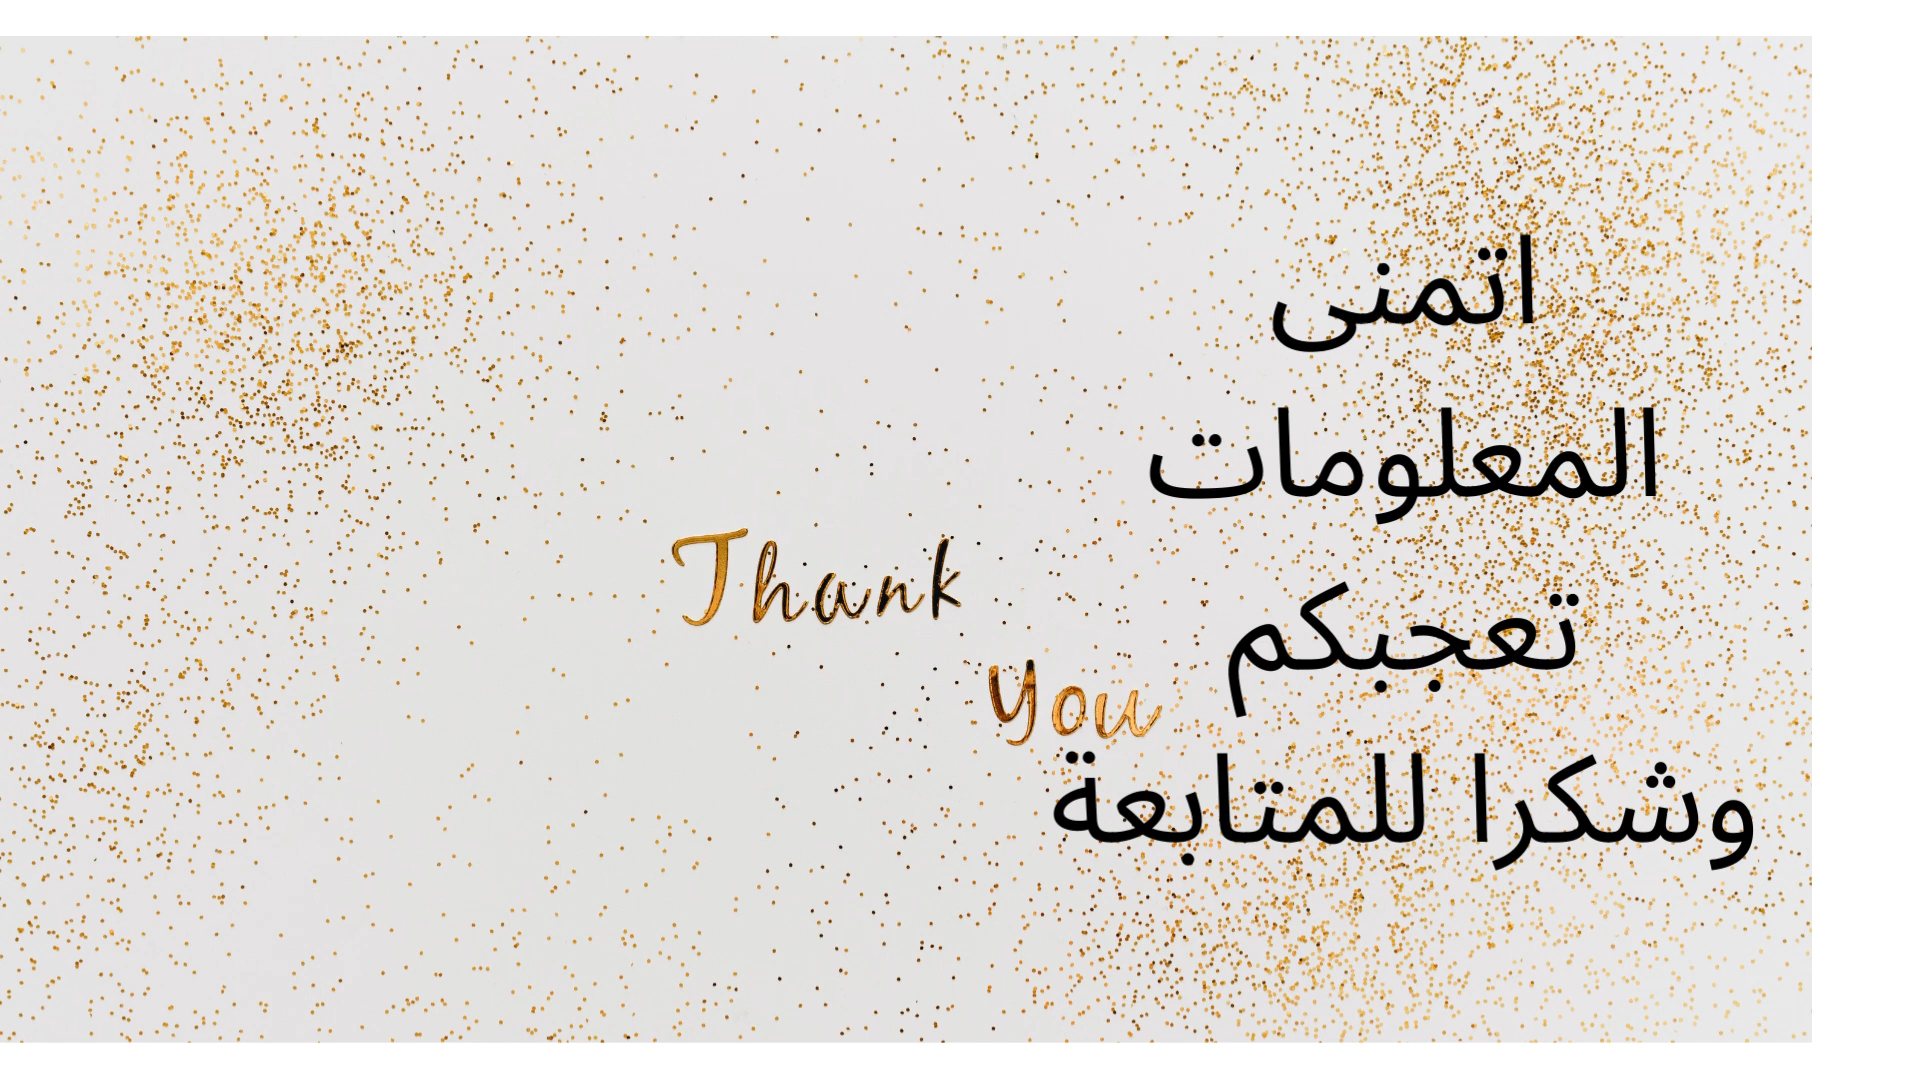 Thank
You
اتمنى
المعلومات
تعجبكم
وشكرا للمتابعة